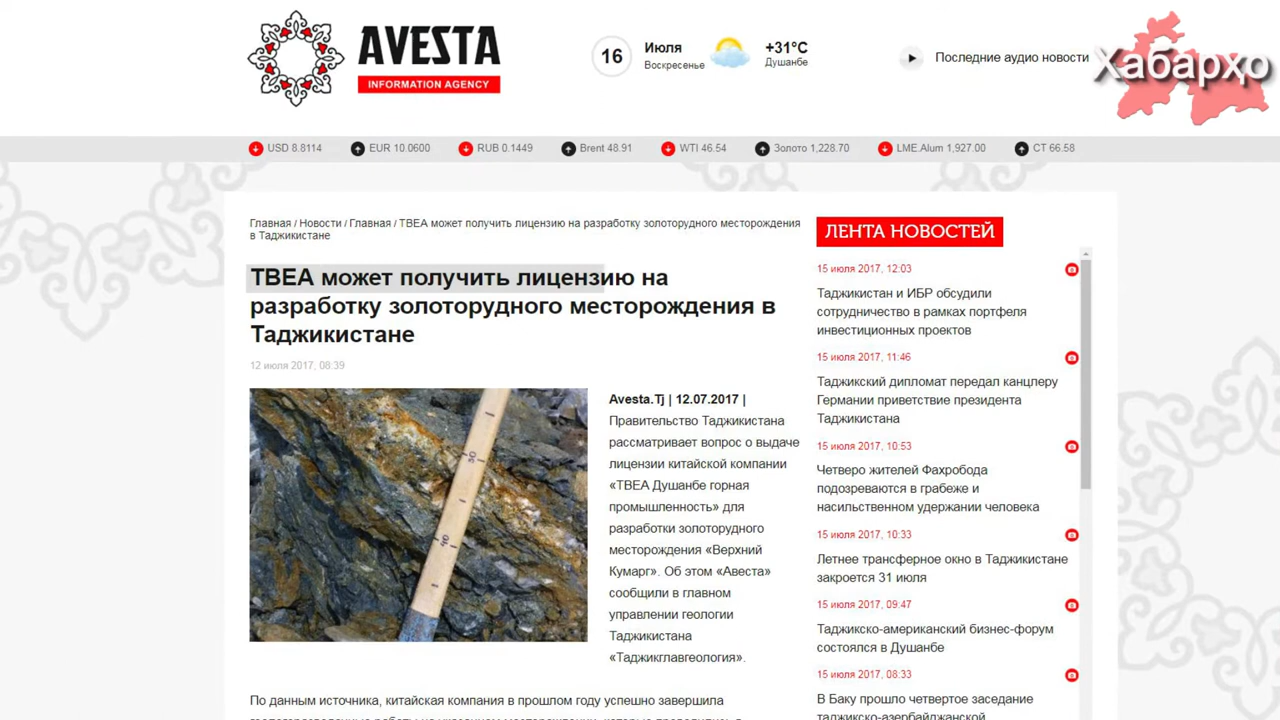 AVESTA
INFORMATION AGENCY
16
Июля
Воскресенье
+31°C
Душанбе
Последние аудио новости
Хабарҳо
USD 8.8114
EUR 10.0600
RUB 0.1449
Brent 48.91
WTI 46.54
Золото 1,228.70
LME.Alum 1,927.00
CT 66.58
Главная / Новости / Главная / ТВЕА может получить лицензию на разработку золоторудного месторождения
в Таджикистане
ТВЕА может получить лицензию на
разработку золоторудного месторождения в
Таджикистане
12 июля 2017, 08:39
50
40
Avesta.Tj | 12.07.2017 |
Правительство Таджикистана
рассматривает вопрос о выдаче
лицензии китайской компании
«ТВЕА Душанбе горная
промышленность» для
разработки золоторудного
месторождения «Верхний
Кумарг». Об этом «Авеста»
сообщили в главном
управлении геологии
Таджикистана
«Таджикглавгеология».
По данным источника, китайская компания в прошлом году успешно завершила
ЛЕНТА НОВОСТЕЙ
15 июля 2017, 12:03
Таджикистан и ИБР обсудили
сотрудничество в рамках портфеля
инвестиционных проектов
15 июля 2017, 11:46
Таджикский дипломат передал канцлеру
Германии приветствие президента
Таджикистана
15 июля 2017, 10:53
Четверо жителей Фахробода
подозреваются в грабеже и
насильственном удержании человека
15 июля 2017, 10:33
Летнее трансферное окно в Таджикистане
закроется 31 июля
15 июля 2017, 09:47
Таджикско-американский бизнес-форум
состоялся в Душанбе
15 июля 2017, 08:33
В Баку прошло четвертое заседание
таджикско-азербайджанской